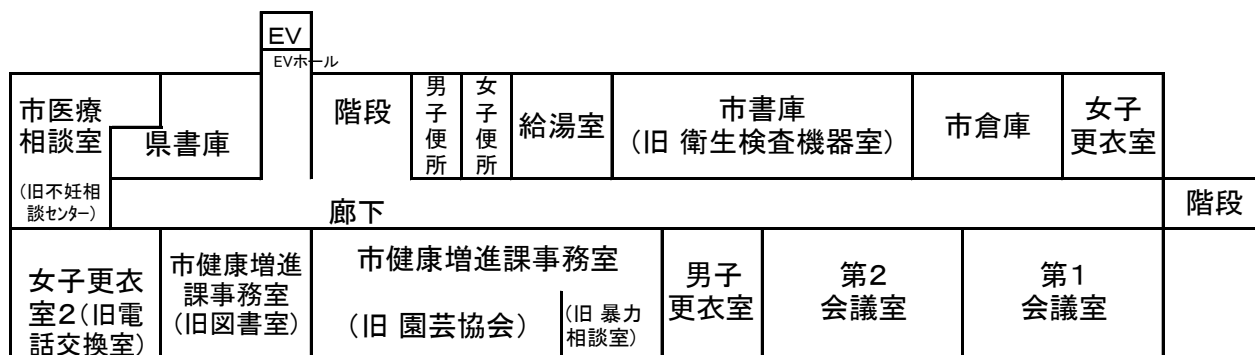 EV
EVホール
市医療
相談室
(旧不妊相
談センター)
県書庫
階段
男
子
便
所
女
子
便
所
給湯室
市書庫
(旧 衛生検査機器室)
市倉庫
女子
更衣室
廊下
階段
女子更衣
室2(旧電
話交換室)
市健康増進
課事務室
(旧図書室)
市健康増進課事務室
(旧 園芸協会)
(旧 暴力
相談室)
男子
更衣室
第2
会議室
第1
会議室